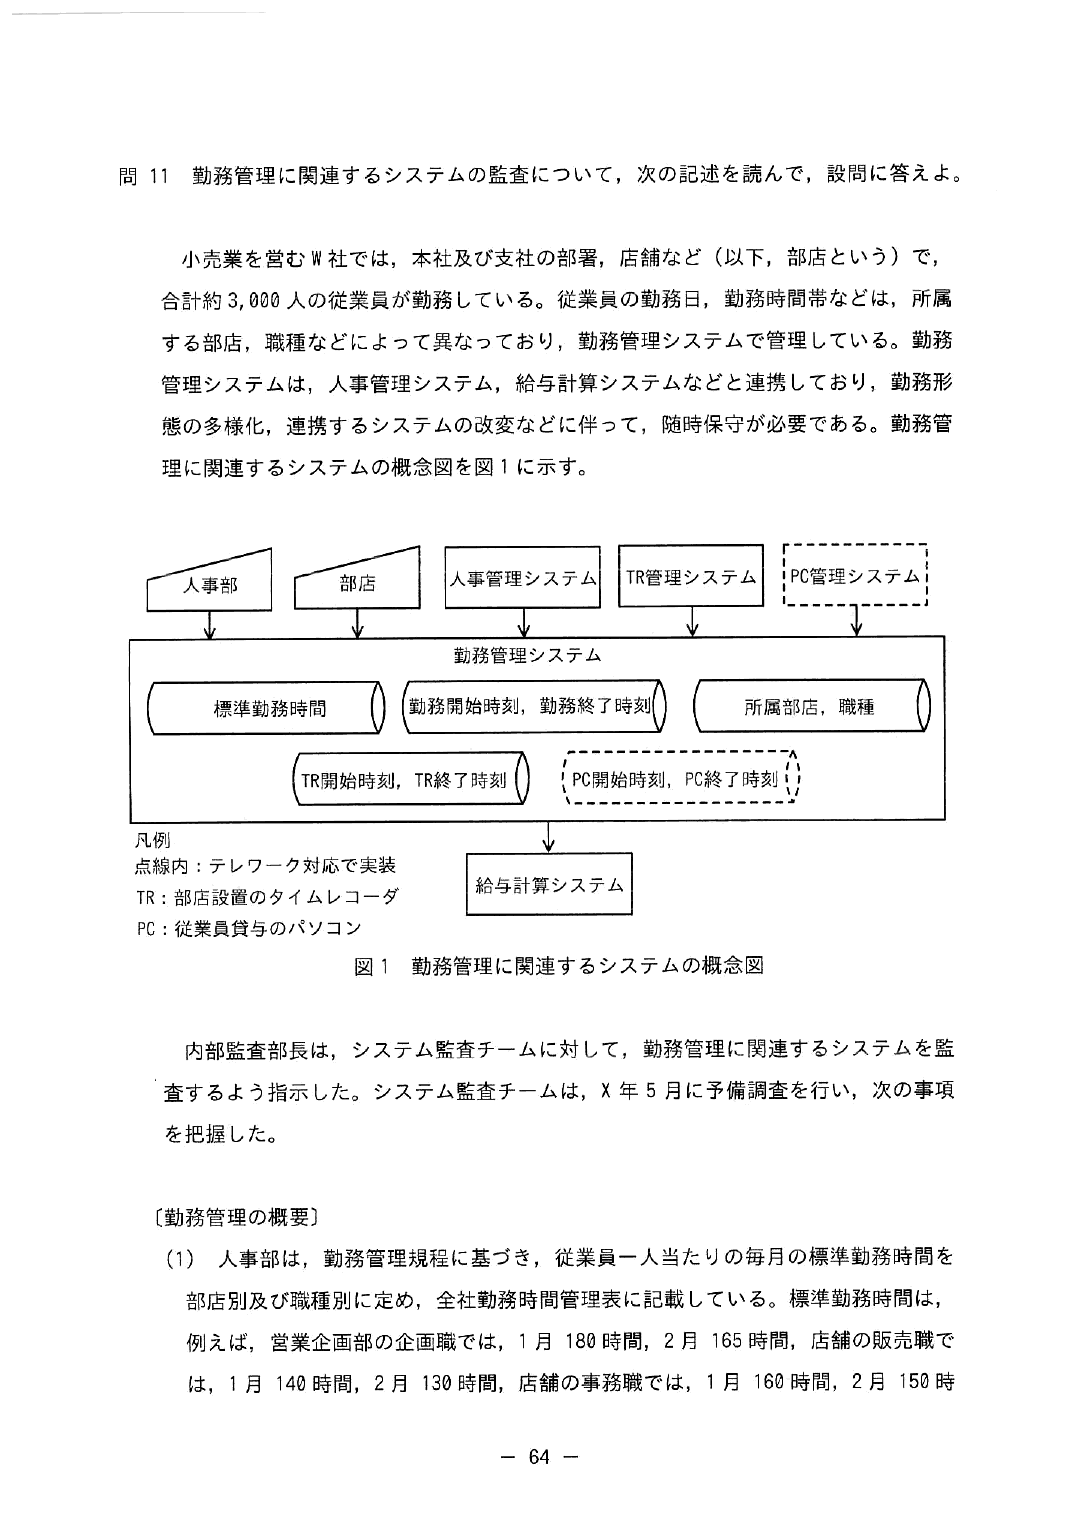 問 11　勤務管理に関連するシステムの監査について，次の記述を読んで，設問に答えよ。
小売業を営む W 社では，本社及び支社の部署，店舗など（以下，部店という）で，
合計約 3,000 人の従業員が勤務している。従業員の勤務日，勤務時間帯などは，所属
する部店，職種などによって異なっており，勤務管理システムで管理している。勤務
管理システムは，人事管理システム，給与計算システムなどと連携しており，勤務形
態の多様化，連携するシステムの改変などに伴って，随時保守が必要である。勤務管
理に関連するシステムの概念図を図 1 に示す。
人事部　部店　人事管理システム　TR管理システム　PC管理システム
勤務管理システム
標準勤務時間　勤務開始時刻，勤務終了時刻　所属部店，職種
TR開始時刻，TR終了時刻　PC開始時刻，PC終了時刻
凡例
点線内：テレワーク対応で実装
TR：部店設置のタイムレコーダ
PC：従業員貸与のパソコン
給与計算システム
図 1　勤務管理に関連するシステムの概念図
内部監査部長は，システム監査チームに対して，勤務管理に関連するシステムを監
査するよう指示した。システム監査チームは，X 年 5 月に予備調査を行い，次の事項
を把握した。
〔勤務管理の概要〕
(1)　人事部は，勤務管理規程に基づき，従業員一人当たりの毎月の標準勤務時間を
部店別及び職種別に定め，全社勤務時間管理表に記載している。標準勤務時間は，
例えば，営業企画部の企画職では，1 月 180 時間，2 月 165 時間，店舗の販売職で
は，1 月 140 時間，2 月 130 時間，店舗の事務職では，1 月 160 時間，2 月 150 時
－ 64 －